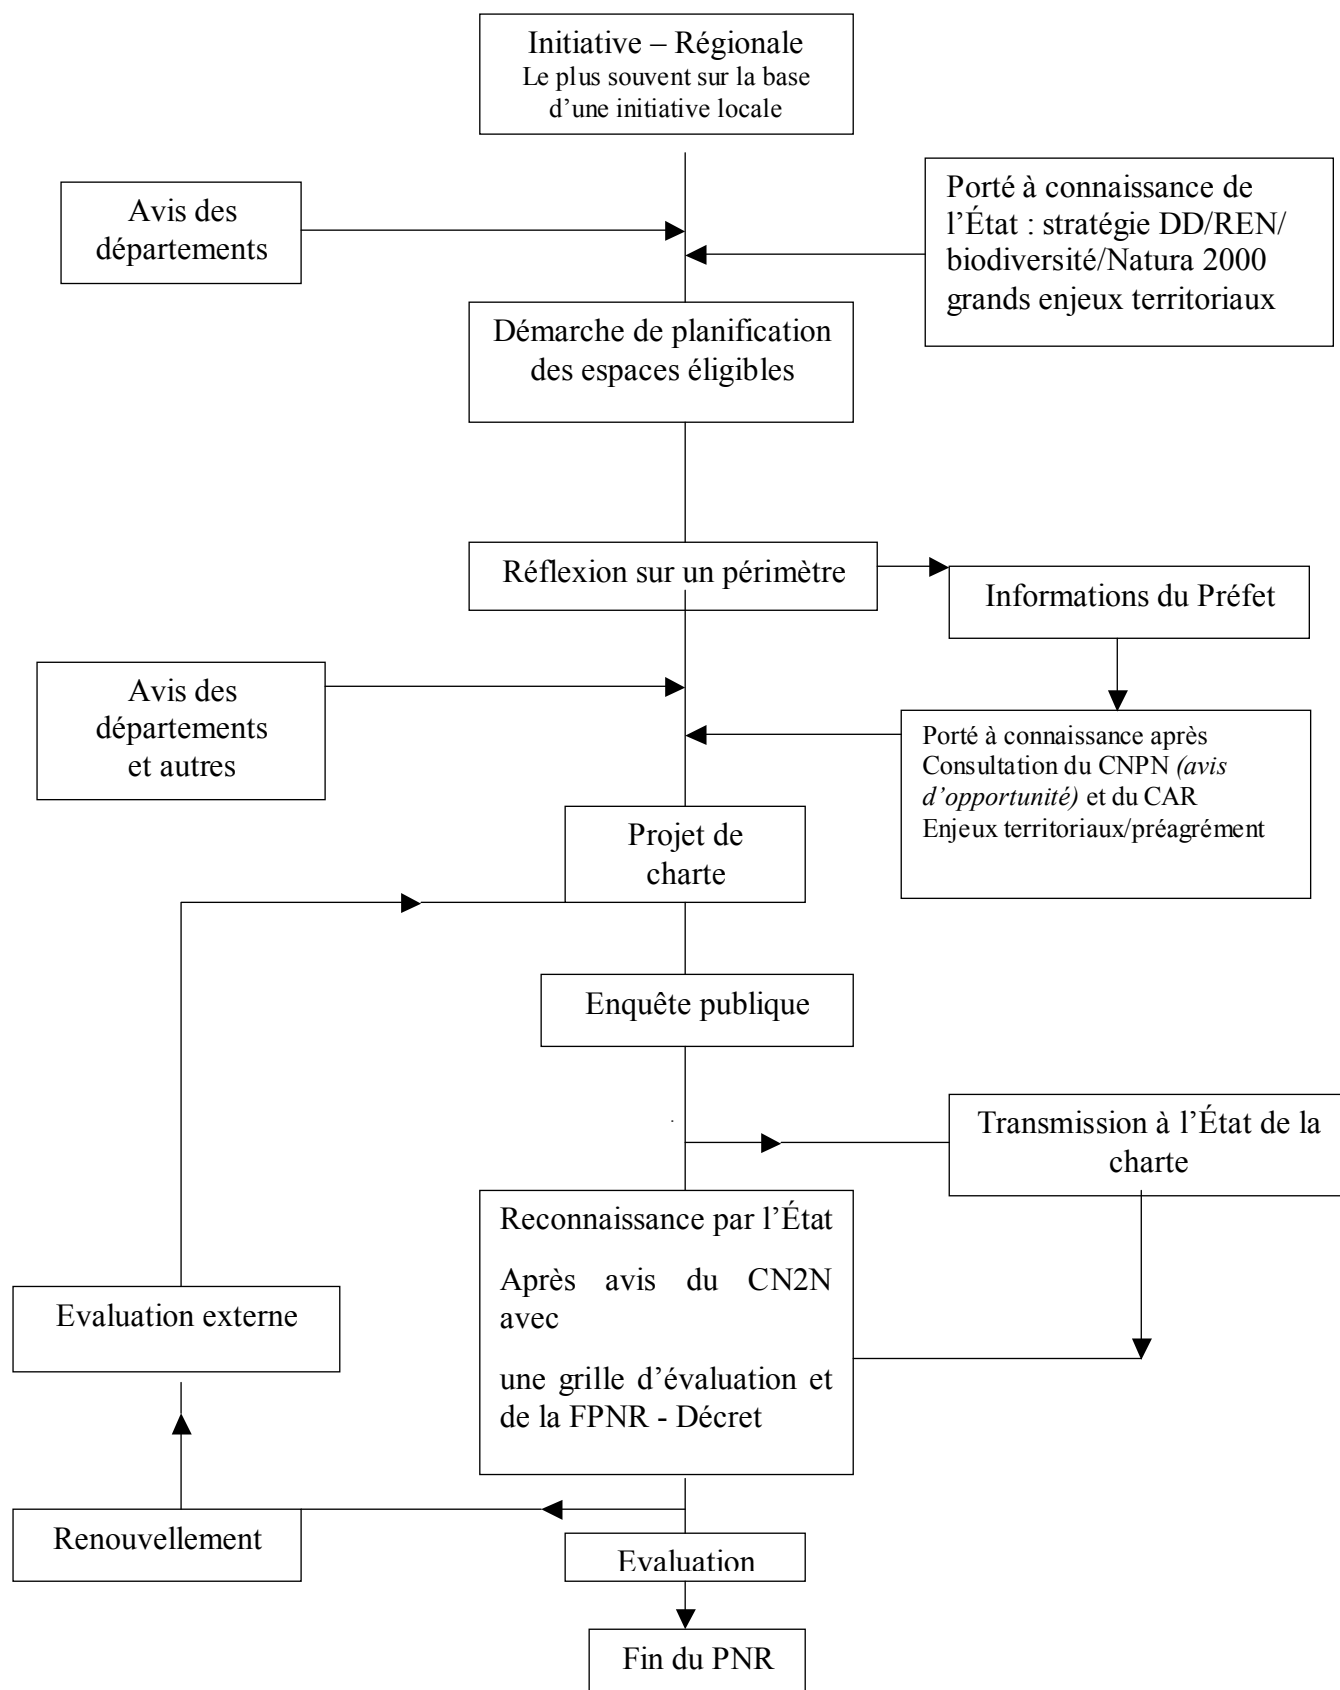 Initiative – Régionale
Le plus souvent sur la base
d’une initiative locale
Avis des
départements
Porté à connaissance de
l’État : stratégie DD/REN/
biodiversité/Natura 2000
grands enjeux territoriaux
Démarche de planification
des espaces éligibles
Réflexion sur un périmètre
Informations du Préfet
Avis des
départements
et autres
Porté à connaissance après
Consultation du CNPN (avis
d’opportunité) et du CAR
Enjeux territoriaux/préagrément
Projet de
charte
Enquête publique
Transmission à l’État de la
charte
Reconnaissance par l’État
Après avis du CN2N
avec
une grille d’évaluation et
de la FPNR - Décret
Evaluation externe
Renouvellement
Evaluation
Fin du PNR